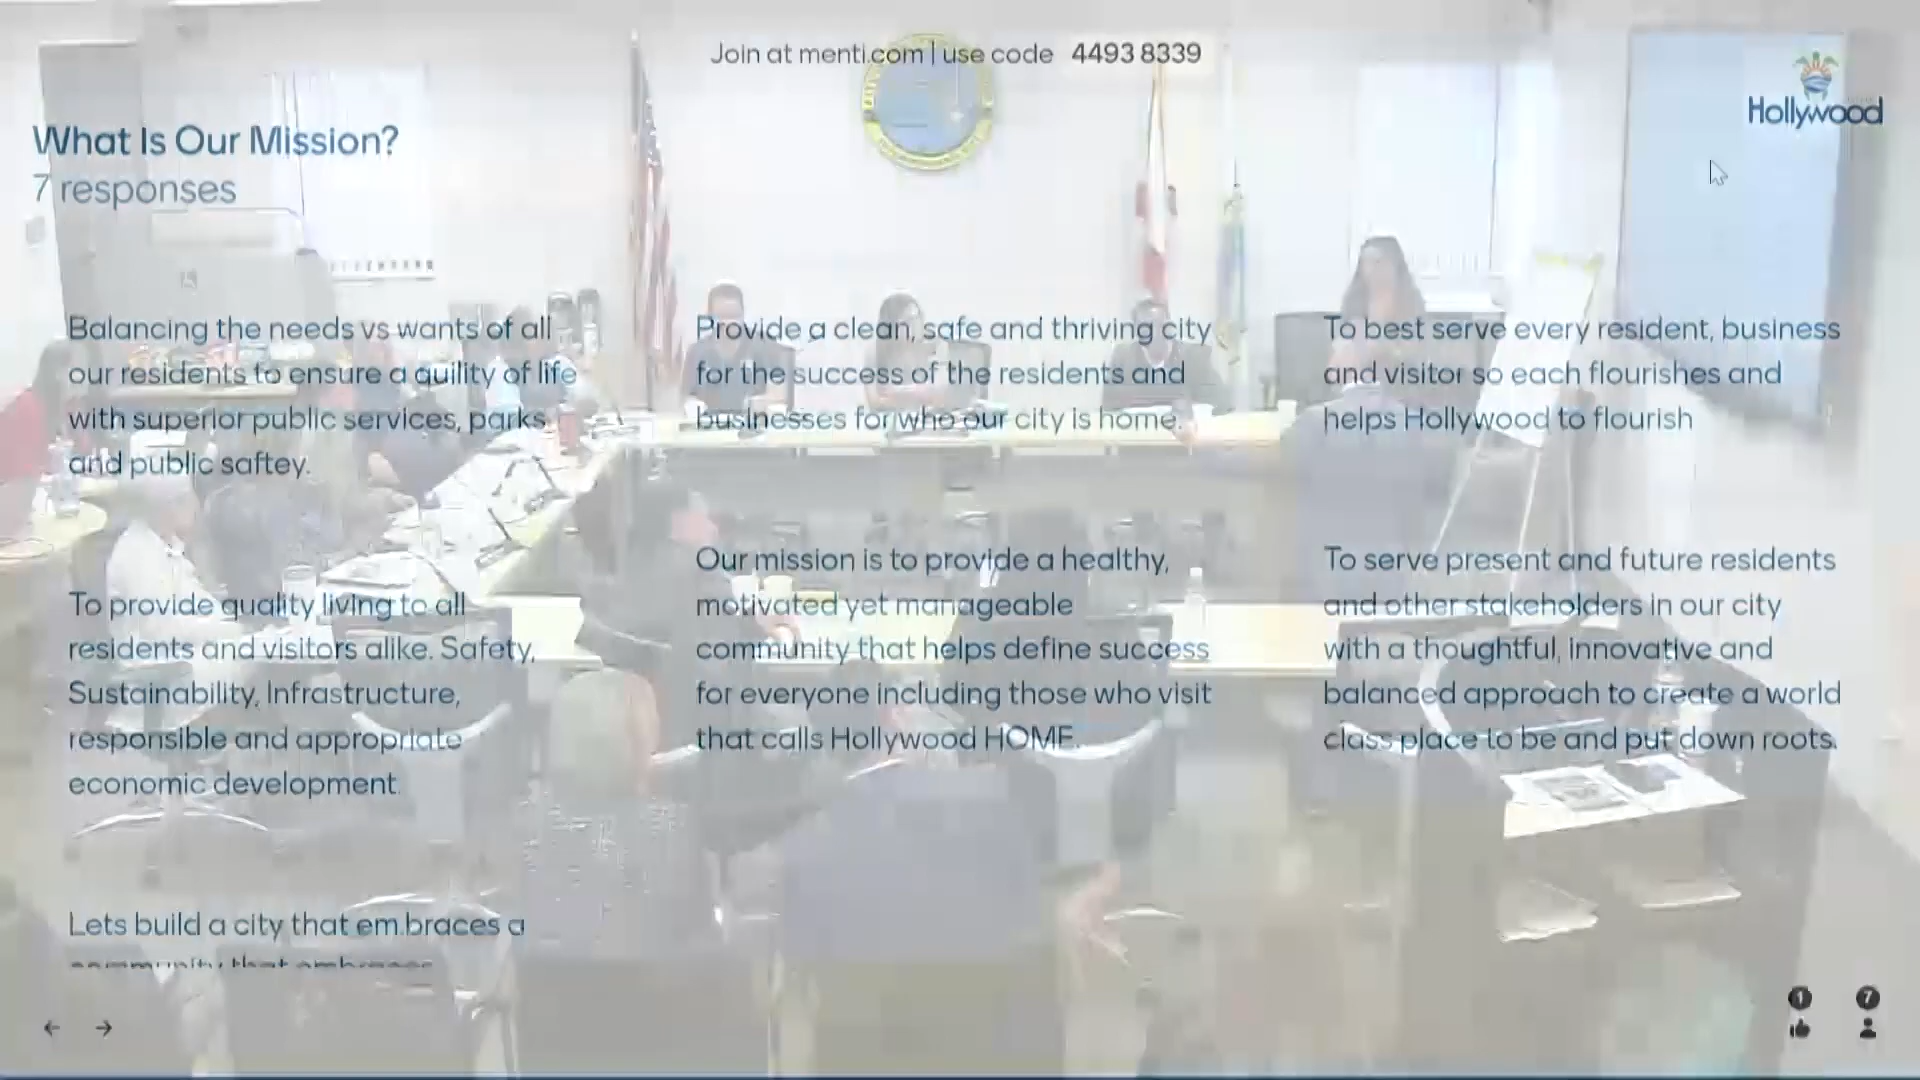 Join at menti.com | use code 4493 8339
Hollywood
What Is Our Mission?
7 responses
Balancing the needs vs wants of all
our residents to ensure a quility of life
with superior public services, parks
and public saftey.
Provide a clean, safe and thriving city
for the success of the residents and
businesses for who our city is home.
To best serve every resident, business
and visitor so each flourishes and
helps Hollywood to flourish
To provide quality living to all
residents and visitors alike. Safety,
Sustainability, Infrastructure,
responsible and appropriate
economic development.
Our mission is to provide a healthy,
motivated yet manageable
community that helps define success
for everyone including those who visit
that calls Hollywood HOME.
To serve present and future residents
and other stakeholders in our city
with a thoughtful, innovative and
balanced approach to create a world
class place to be and put down roots.
Lets build a city that em.braces a
community that embraces
1 7